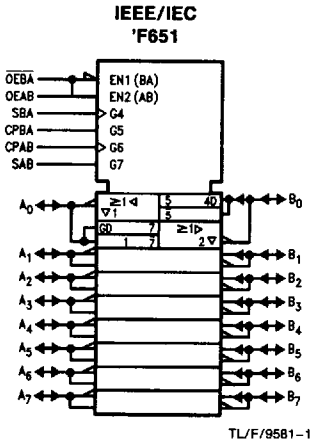 IEEE/IEC
'F651
OEBA EN1 (BA)
OEAB EN2 (AB)
SBA G4
CPBA G5
CPAB G6
SAB G7
A0 ≥1 5 4D B0
▽1 5
GD 7 ≥1
1 7 2▽
A1 B1
A2 B2
A3 B3
A4 B4
A5 B5
A6 B6
A7 B7
TL/F/9581-1